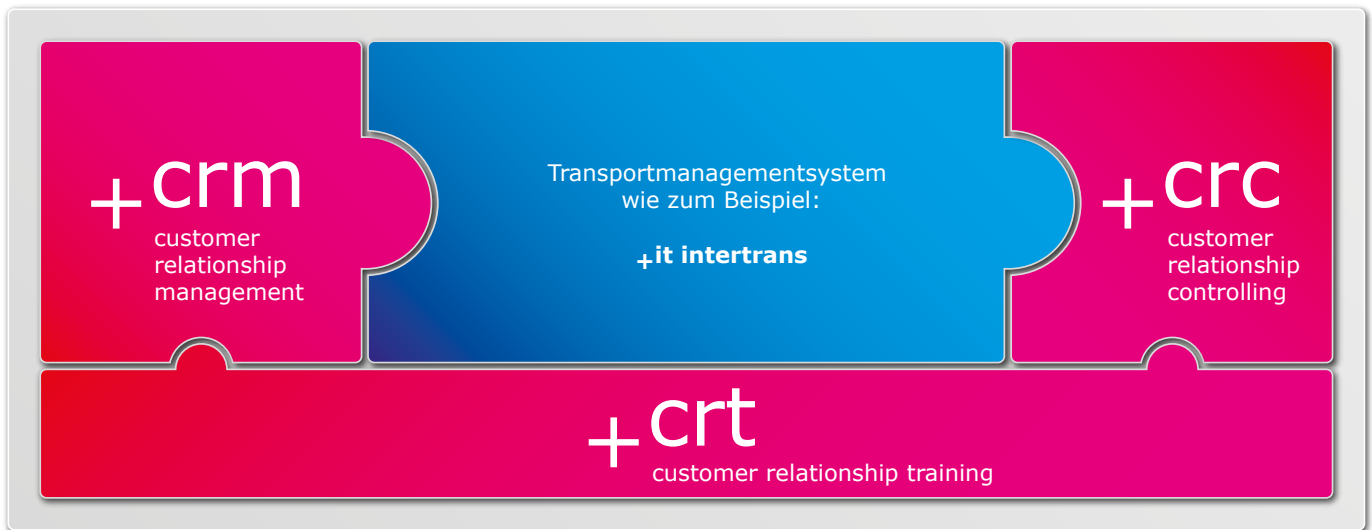 +crm
customer
relationship
management
Transportmanagementsystem
wie zum Beispiel:
+it intertrans
+crc
customer
relationship
controlling
+crt
customer relationship training